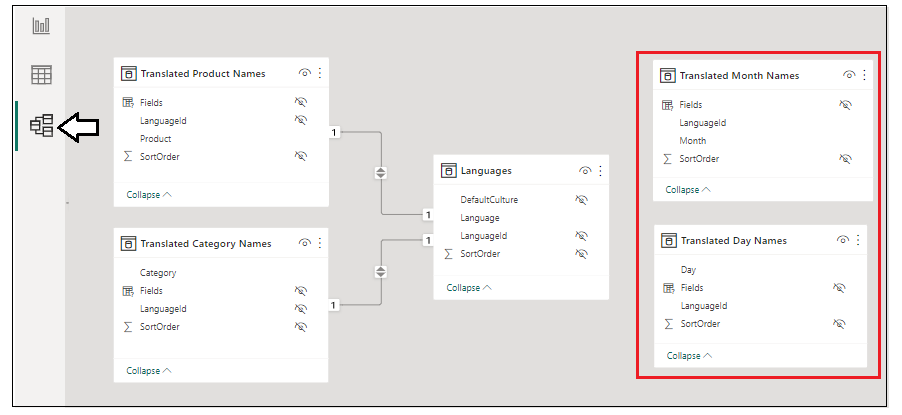 Translated Product Names
Fields
LanguageId
Product
SortOrder
Collapse
1
Translated Category Names
Category
Fields
LanguageId
SortOrder
Collapse
1
Languages
DefaultCulture
Language
LanguageId
SortOrder
Collapse
1
1
Translated Month Names
Fields
LanguageId
Month
SortOrder
Collapse
Translated Day Names
Day
Fields
LanguageId
SortOrder
Collapse